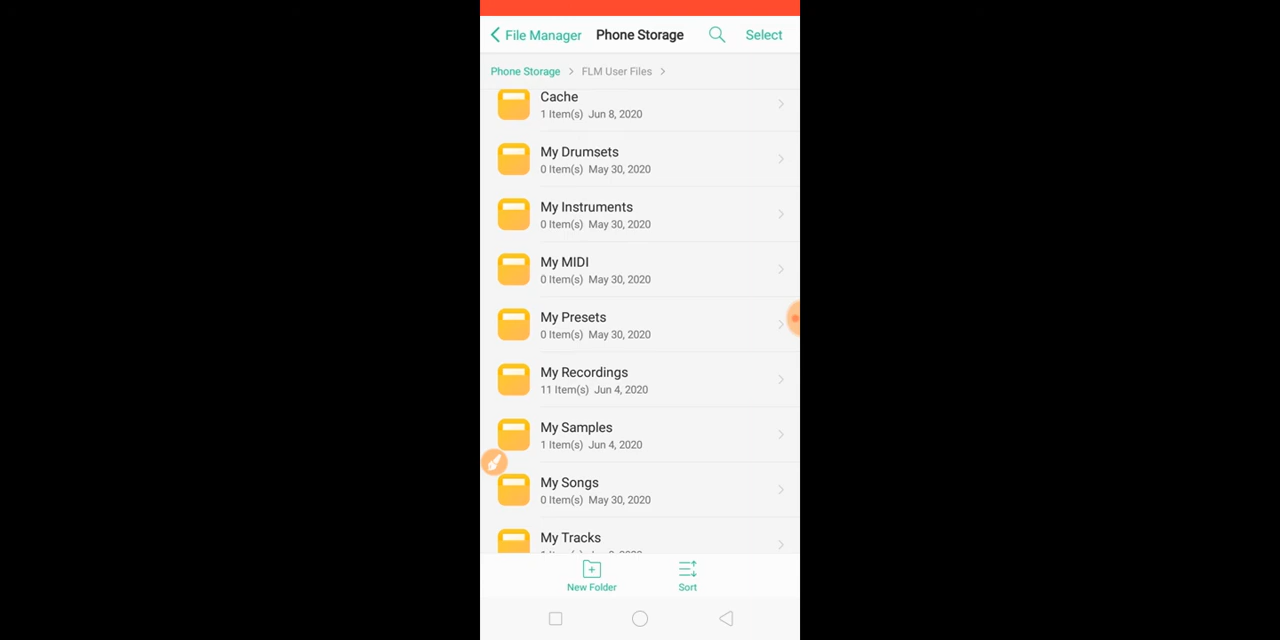 File Manager Phone Storage Select
Phone Storage > FLM User Files >
Cache
1 Item(s) Jun 8, 2020
My Drumsets
0 Item(s) May 30, 2020
My Instruments
0 Item(s) May 30, 2020
My MIDI
0 Item(s) May 30, 2020
My Presets
0 Item(s) May 30, 2020
My Recordings
11 Item(s) Jun 4, 2020
My Samples
1 Item(s) Jun 4, 2020
My Songs
0 Item(s) May 30, 2020
My Tracks
New Folder Sort